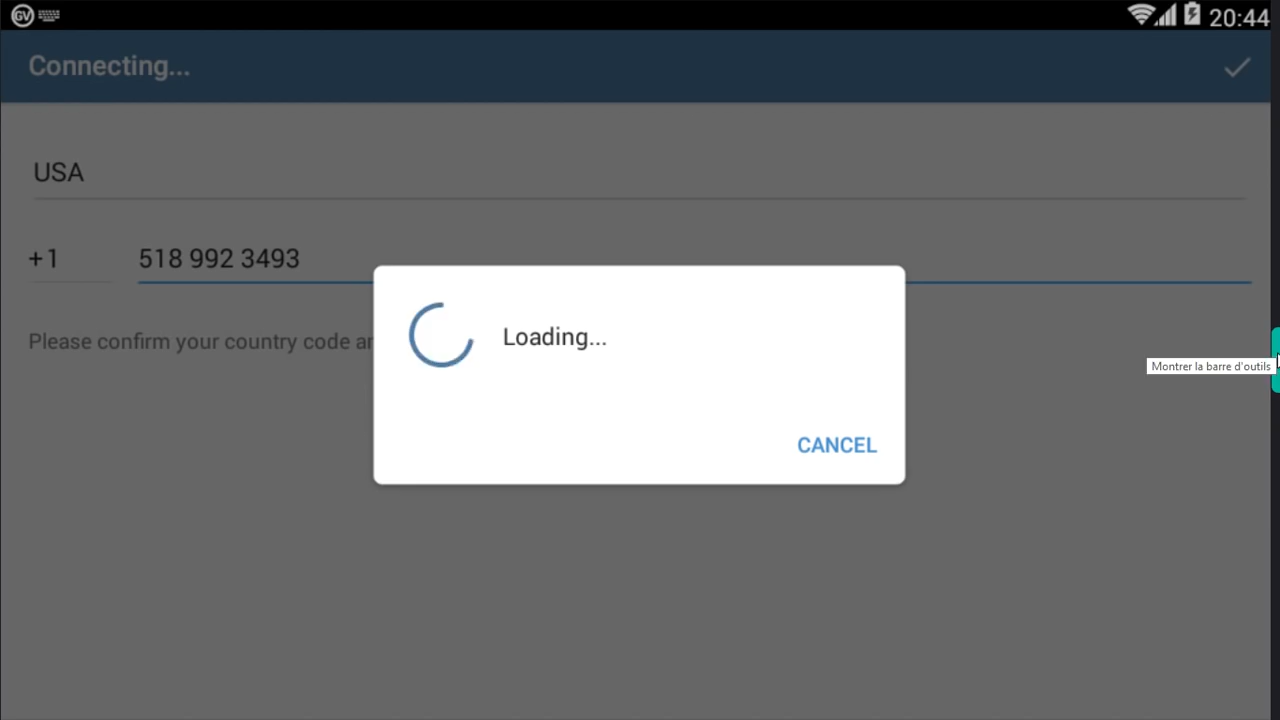 GV
20:44
Connecting...
USA
+1 518 992 3493
Please confirm your country code
Loading...
CANCEL
Montrer la barre d'outils